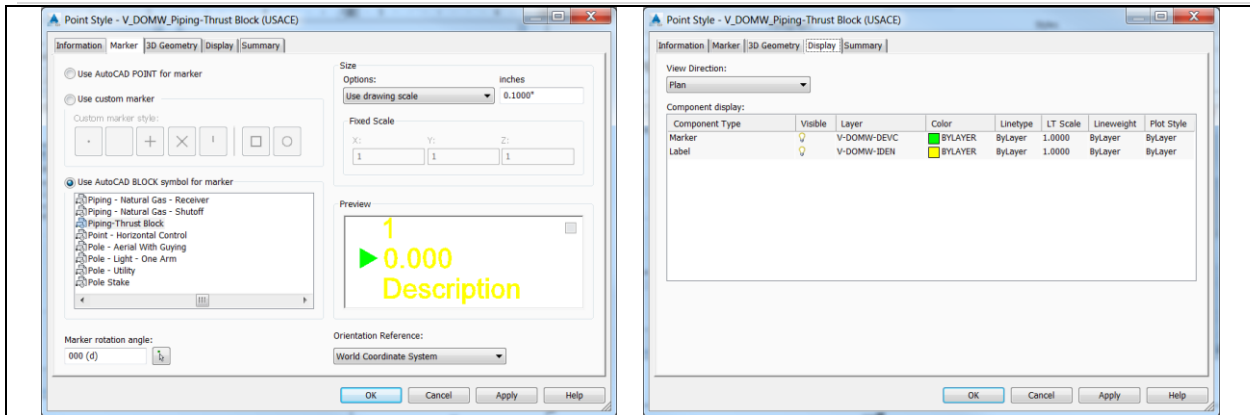 Point Style - V_DOMW_Piping-Thrust Block (USACE)
Information Marker 3D Geometry Display Summary
Use AutoCAD POINT for marker
Use custom marker
Custom marker style:
Use AutoCAD BLOCK symbol for marker
Piping - Natural Gas - Receiver
Piping - Natural Gas - Shutoff
Piping-Thrust Block
Point - Horizontal Control
Pole - Aerial With Guying
Pole - Light - One Arm
Pole - Utility
Pole Stake
Marker rotation angle:
000 (d)
Size
Options: inches
Use drawing scale 0.1000"
Fixed Scale
X: Y: Z:
1 1 1
Preview
1
0.000
Description
Orientation Reference:
World Coordinate System
OK Cancel Apply Help
Point Style - V_DOMW_Piping-Thrust Block (USACE)
Information Marker 3D Geometry Display Summary
View Direction:
Plan
Component display:
Component Type Visible Layer Color Linetype LT Scale Lineweight Plot Style
Marker V-DOMW-DEVC BYLAYER ByLayer 1.0000 ByLayer ByLayer
Label V-DOMW-IDEN BYLAYER ByLayer 1.0000 ByLayer ByLayer
OK Cancel Apply Help